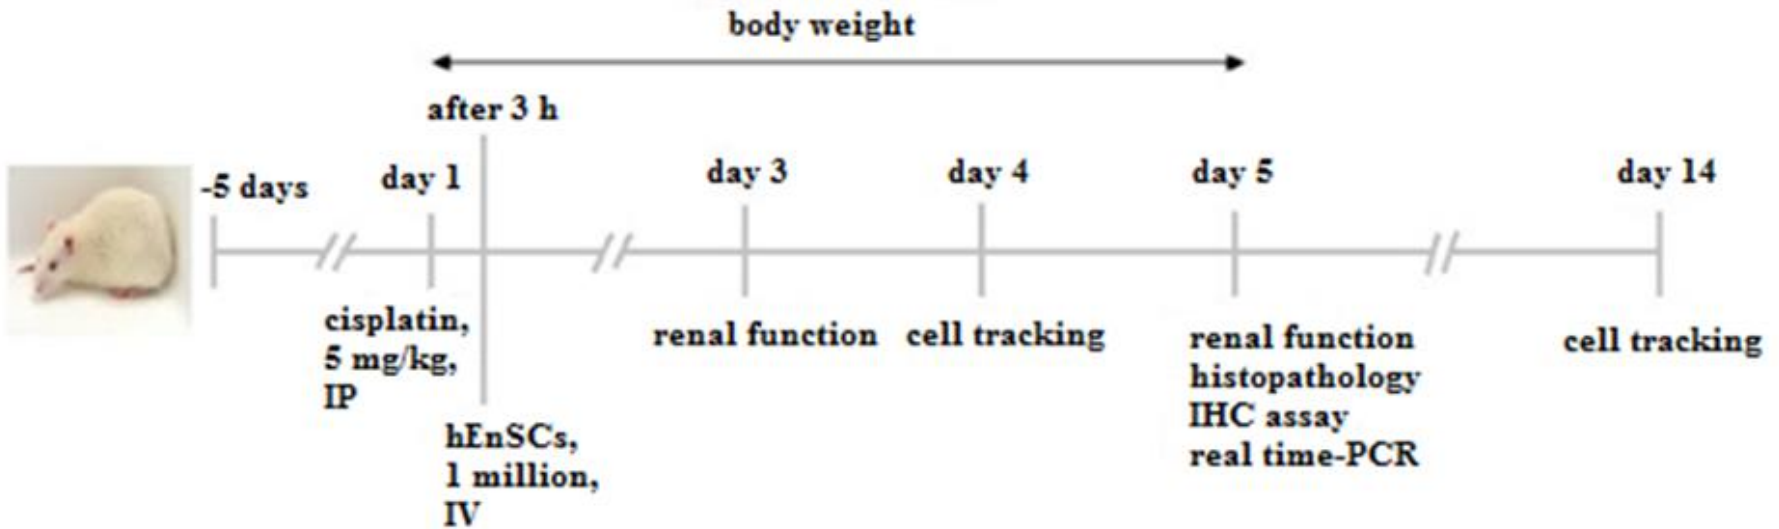 body weight
after 3 h
-5 days
day 1
day 3
day 4
day 5
day 14
cisplatin,
5 mg/kg,
IP
hEnSCs,
1 million,
IV
renal function
cell tracking
renal function
histopathology
IHC assay
real time-PCR
cell tracking